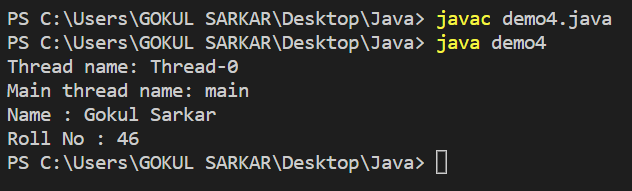 PS C:\Users\GOKUL SARKAR\Desktop\Java> javac demo4.java
PS C:\Users\GOKUL SARKAR\Desktop\Java> java demo4
Thread name: Thread-0
Main thread name: main
Name : Gokul Sarkar
Roll No : 46
PS C:\Users\GOKUL SARKAR\Desktop\Java>